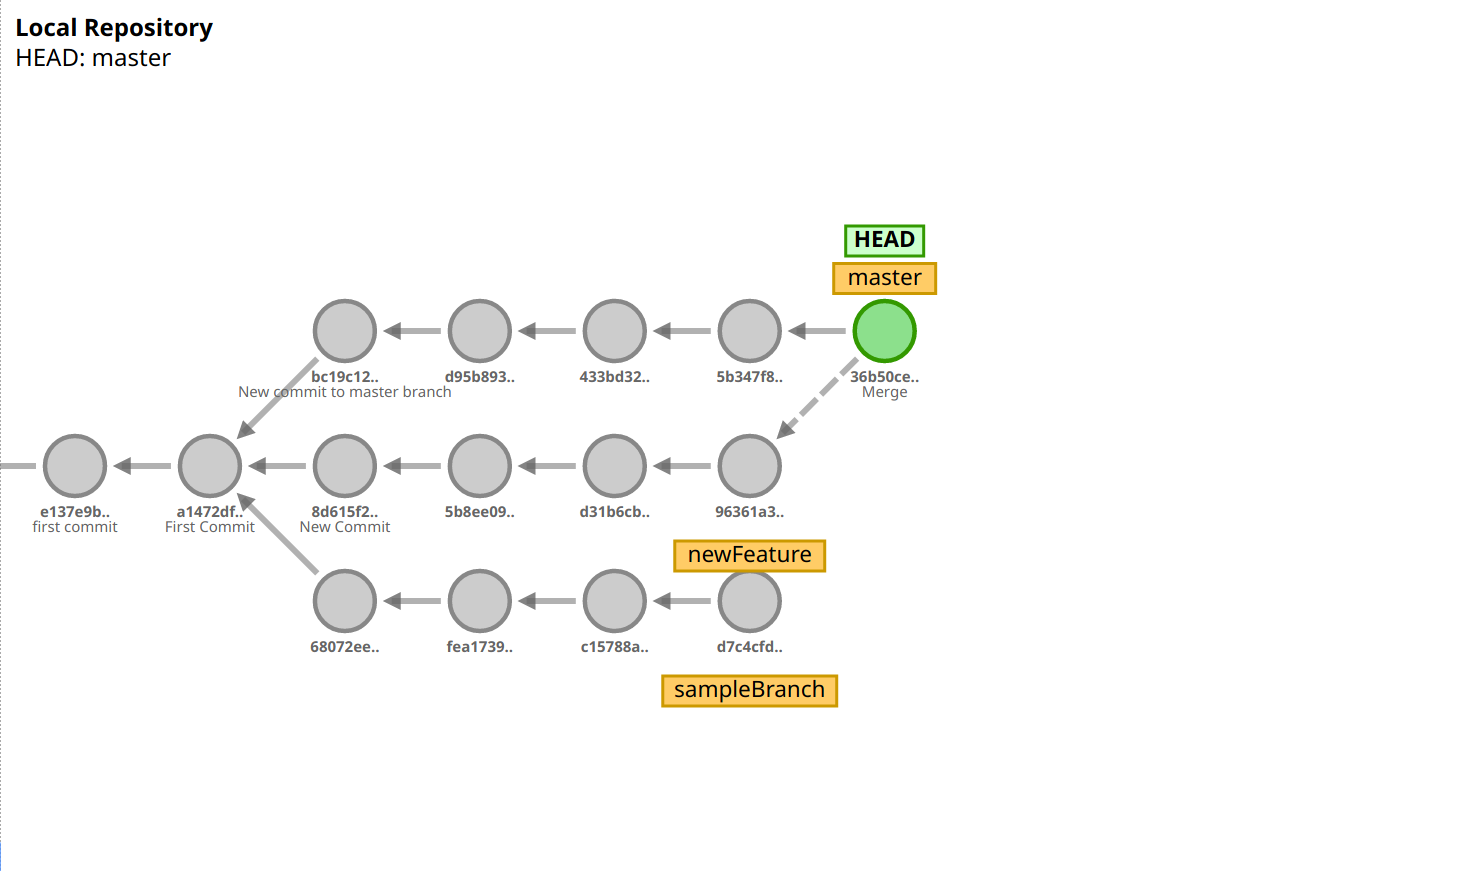 Local Repository
HEAD: master
HEAD
master
bc19c12..
New commit to master branch
d95b893..
433bd32..
5b347f8..
36b50ce..
Merge
e137e9b..
first commit
a1472df..
First Commit
8d615f2..
New Commit
5b8ee09..
d31b6cb..
96361a3..
newFeature
68072ee..
fea1739..
c15788a..
d7c4cfd..
sampleBranch